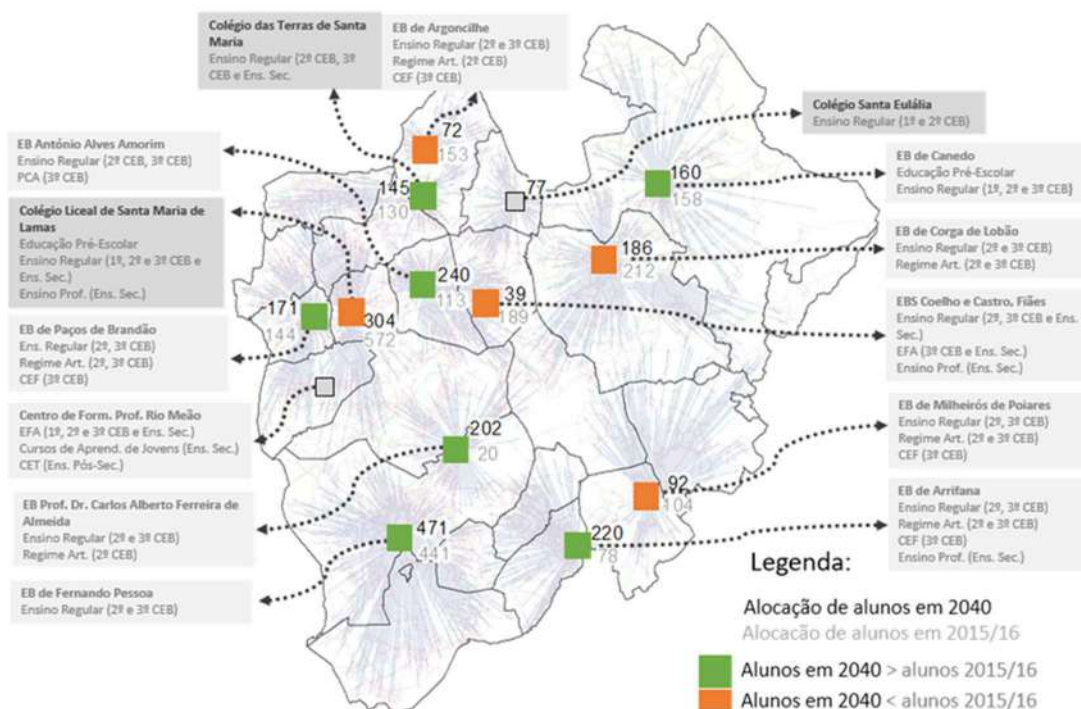 Colégio das Terras de Santa
Maria
Ensino Regular (2º CEB, 3º
CEB e Ens. Sec.
EB de Argoncilhe
Ensino Regular (2º e 3º CEB)
Regime Art. (2º CEB)
CEF (3º CEB)
Colégio Santa Eulália
Ensino Regular (1º e 2º CEB)
EB António Alves Amorim
Ensino Regular (2º CEB, 3º CEB)
PCA (3º CEB)
EB de Canedo
Educação Pré-Escolar
Ensino Regular (1º, 2º e 3º CEB)
Colégio Liceal de Santa Maria de
Lamas
Educação Pré-Escolar
Ensino Regular (1º, 2º e 3º CEB e
Ens. Sec.)
Ensino Prof. (Ens. Sec.)
EB de Corga de Lobão
Ensino Regular (2º e 3º CEB)
Regime Art. (2º e 3º CEB)
EB de Paços de Brandão
Ens. Regular (2º, 3º CEB)
Regime Art. (2º, 3º CEB)
CEF (3º CEB)
EBS Coelho e Castro, Fiães
Ensino Regular (2º, 3º CEB e Ens.
Sec.)
EFA (3º CEB e Ens. Sec.)
Ensino Prof. (Ens. Sec.)
Centro de Form. Prof. Rio Meão
EFA (1º, 2º e 3º CEB e Ens. Sec.)
Cursos de Aprend. de Jovens (Ens. Sec.)
CET (Ens. Pós-Sec.)
EB de Milheirós de Poiares
Ensino Regular (2º, 3º CEB)
Regime Art. (2º e 3º CEB)
CEF (3º CEB)
EB Prof. Dr. Carlos Alberto Ferreira de
Almeida
Ensino Regular (2º e 3º CEB)
Regime Art. (2º CEB)
EB de Arrifana
Ensino Regular (2º, 3º CEB)
Regime Art. (2º e 3º CEB)
CEF (3º CEB)
Ensino Prof. (Ens. Sec.)
EB de Fernando Pessoa
Ensino Regular (2º e 3º CEB)
72
153
145
130
77
160
158
186
212
240
113
39
189
171
144
304
572
202
20
92
104
471
441
220
78
Legenda:
Alocação de alunos em 2040
Alocação de alunos em 2015/16
Alunos em 2040 > alunos 2015/16
Alunos em 2040 < alunos 2015/16